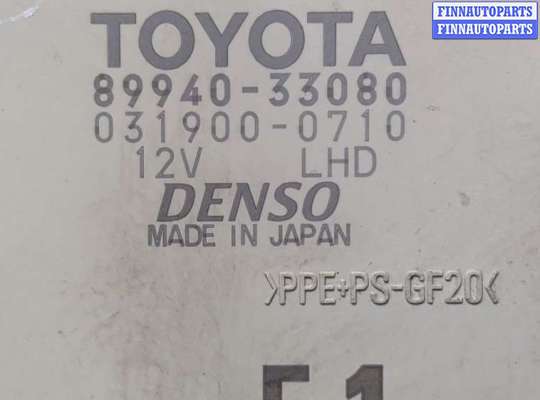 FINNAUTOPARTS
FINNAUTOPARTS
TOYOTA
89940-33080
031900-0710
12V LHD
DENSO
MADE IN JAPAN
>PPE+PS-GF20<